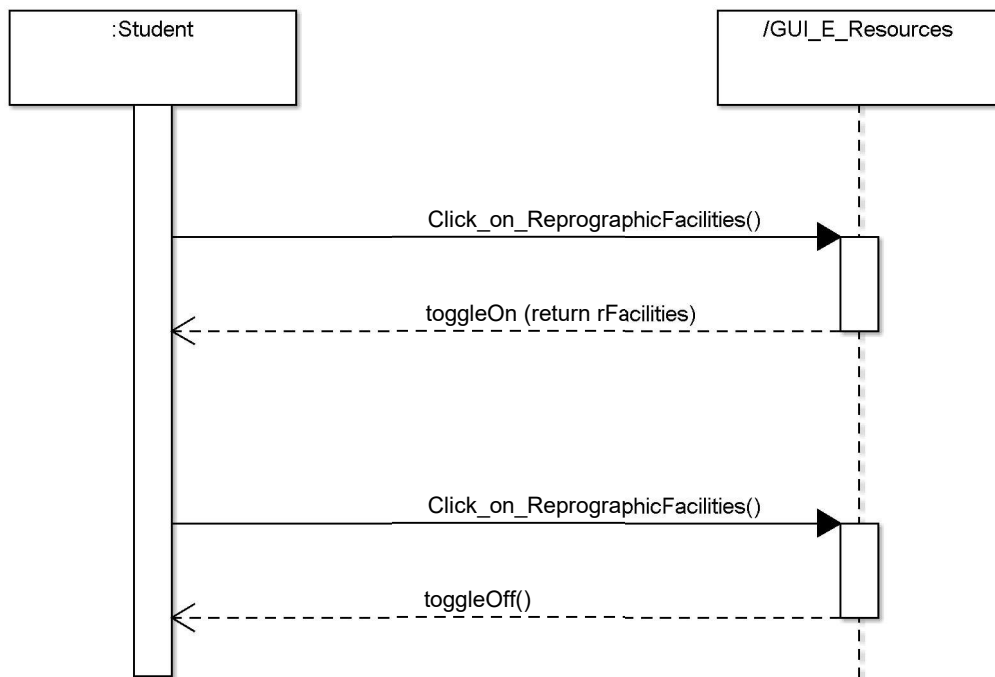 :Student
/GUI_E_Resources
Click_on_ReprographicFacilities()
toggleOn (return rFacilities)
Click_on_ReprographicFacilities()
toggleOff()